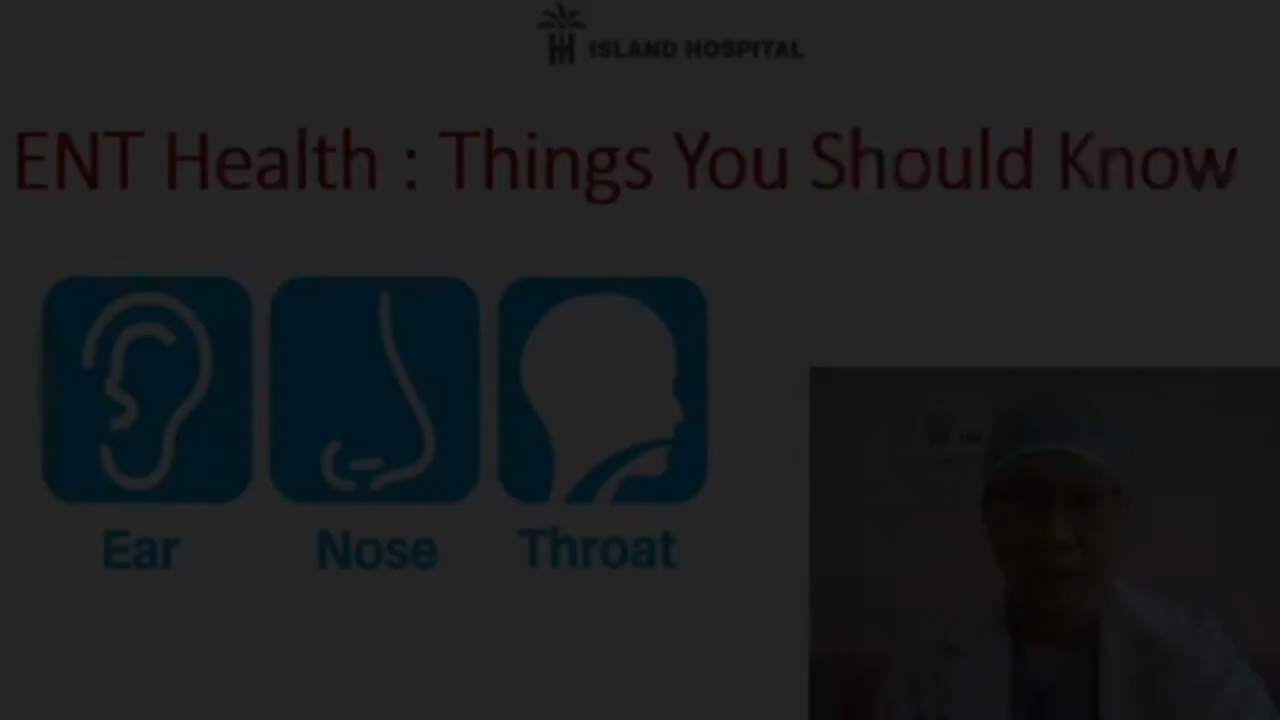 ISLAND HOSPITAL
ENT Health : Things You Should Know
Ear
Nose
Throat